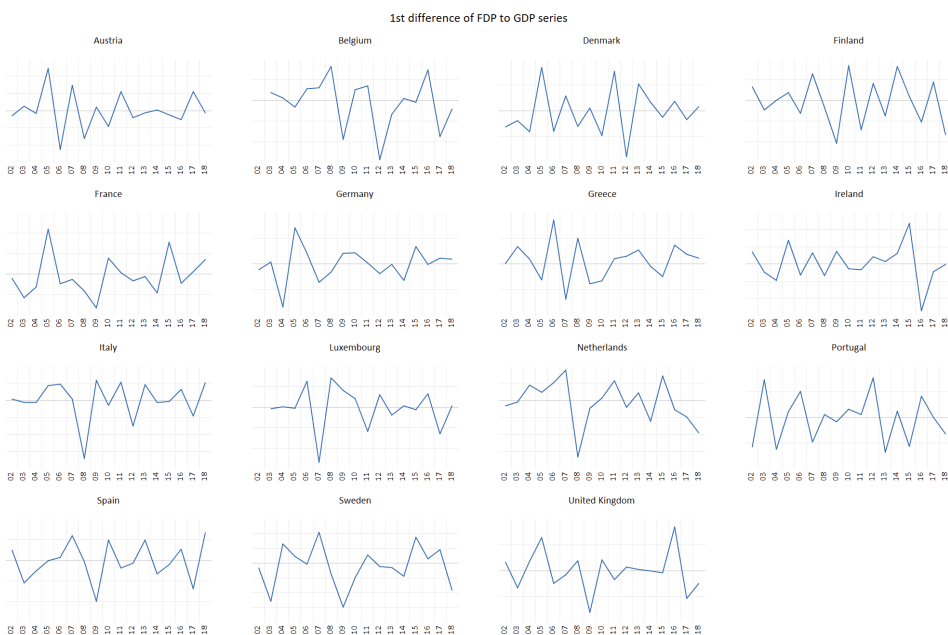 1st difference of FDP to GDP series
Austria Belgium Denmark Finland
02 03 04 05 06 07 08 09 10 11 12 13 14 15 16 17 18 02 03 04 05 06 07 08 09 10 11 12 13 14 15 16 17 18 02 03 04 05 06 07 08 09 10 11 12 13 14 15 16 17 18 02 03 04 05 06 07 08 09 10 11 12 13 14 15 16 17 18
France Germany Greece Ireland
02 03 04 05 06 07 08 09 10 11 12 13 14 15 16 17 18 02 03 04 05 06 07 08 09 10 11 12 13 14 15 16 17 18 02 03 04 05 06 07 08 09 10 11 12 13 14 15 16 17 18 02 03 04 05 06 07 08 09 10 11 12 13 14 15 16 17 18
Italy Luxembourg Netherlands Portugal
02 03 04 05 06 07 08 09 10 11 12 13 14 15 16 17 18 02 03 04 05 06 07 08 09 10 11 12 13 14 15 16 17 18 02 03 04 05 06 07 08 09 10 11 12 13 14 15 16 17 18 02 03 04 05 06 07 08 09 10 11 12 13 14 15 16 17 18
Spain Sweden United Kingdom
02 03 04 05 06 07 08 09 10 11 12 13 14 15 16 17 18 02 03 04 05 06 07 08 09 10 11 12 13 14 15 16 17 18 02 03 04 05 06 07 08 09 10 11 12 13 14 15 16 17 18